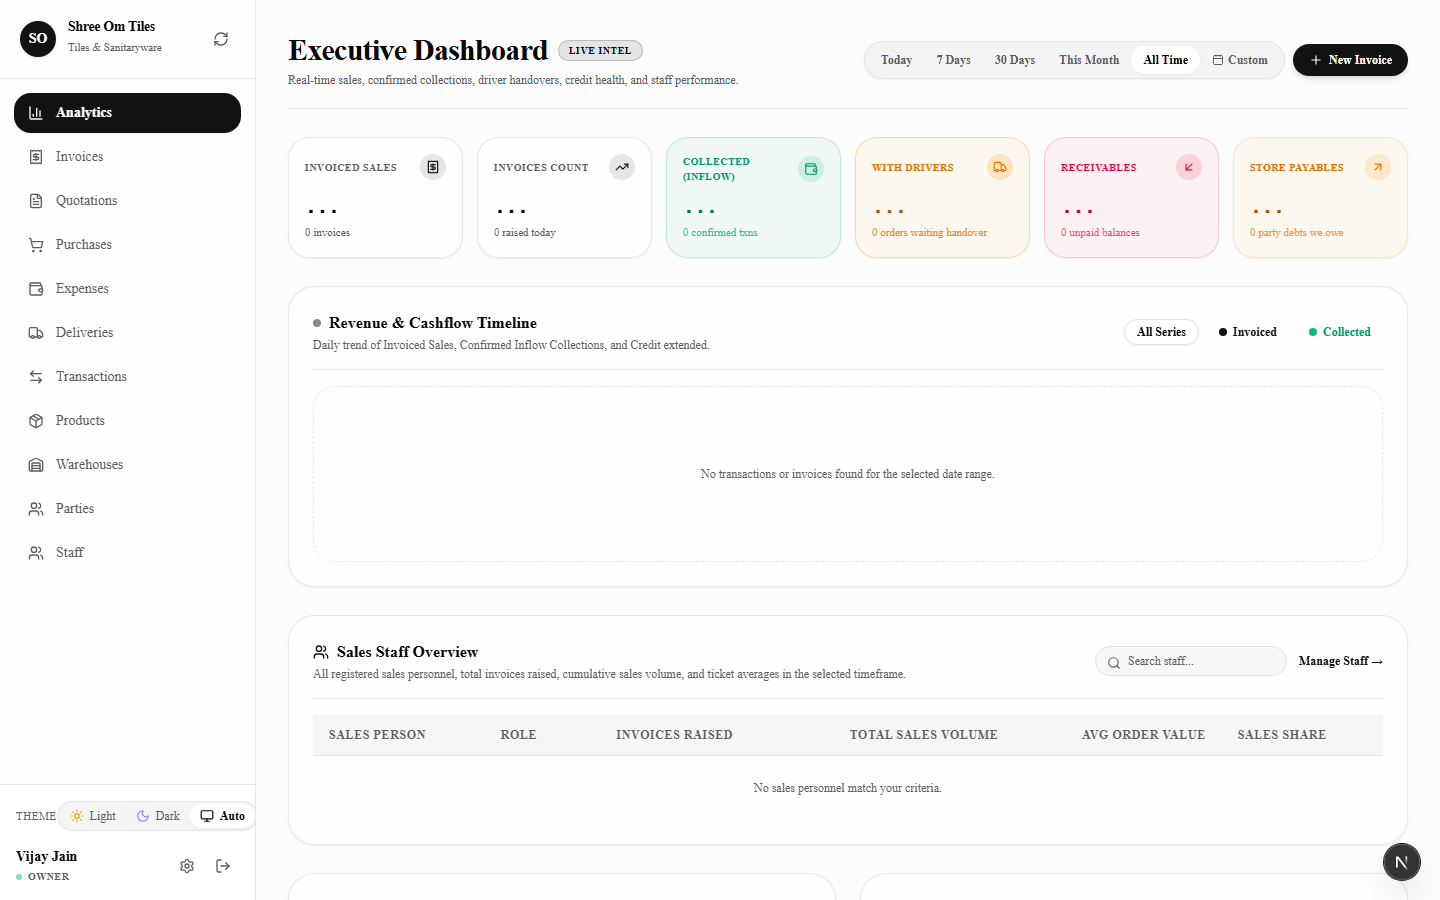 SO
Shree Om Tiles
Tiles & Sanitaryware
Analytics
Invoices
Quotations
Purchases
Expenses
Deliveries
Transactions
Products
Warehouses
Parties
Staff
THEME Light Dark Auto
Vijay Jain
OWNER
Executive Dashboard LIVE INTEL
Real-time sales, confirmed collections, driver handovers, credit health, and staff performance.
Today 7 Days 30 Days This Month All Time Custom
New Invoice
INVOICED SALES
...
0 invoices
INVOICES COUNT
...
0 raised today
COLLECTED
(INFLOW)
...
0 confirmed txns
WITH DRIVERS
...
0 orders waiting handover
RECEIVABLES
...
0 unpaid balances
STORE PAYABLES
...
0 party debts we owe
Revenue & Cashflow Timeline
Daily trend of Invoiced Sales, Confirmed Inflow Collections, and Credit extended.
All Series Invoiced Collected
No transactions or invoices found for the selected date range.
Sales Staff Overview
All registered sales personnel, total invoices raised, cumulative sales volume, and ticket averages in the selected timeframe.
Search staff...
Manage Staff →
SALES PERSON ROLE INVOICES RAISED TOTAL SALES VOLUME AVG ORDER VALUE SALES SHARE
No sales personnel match your criteria.
N